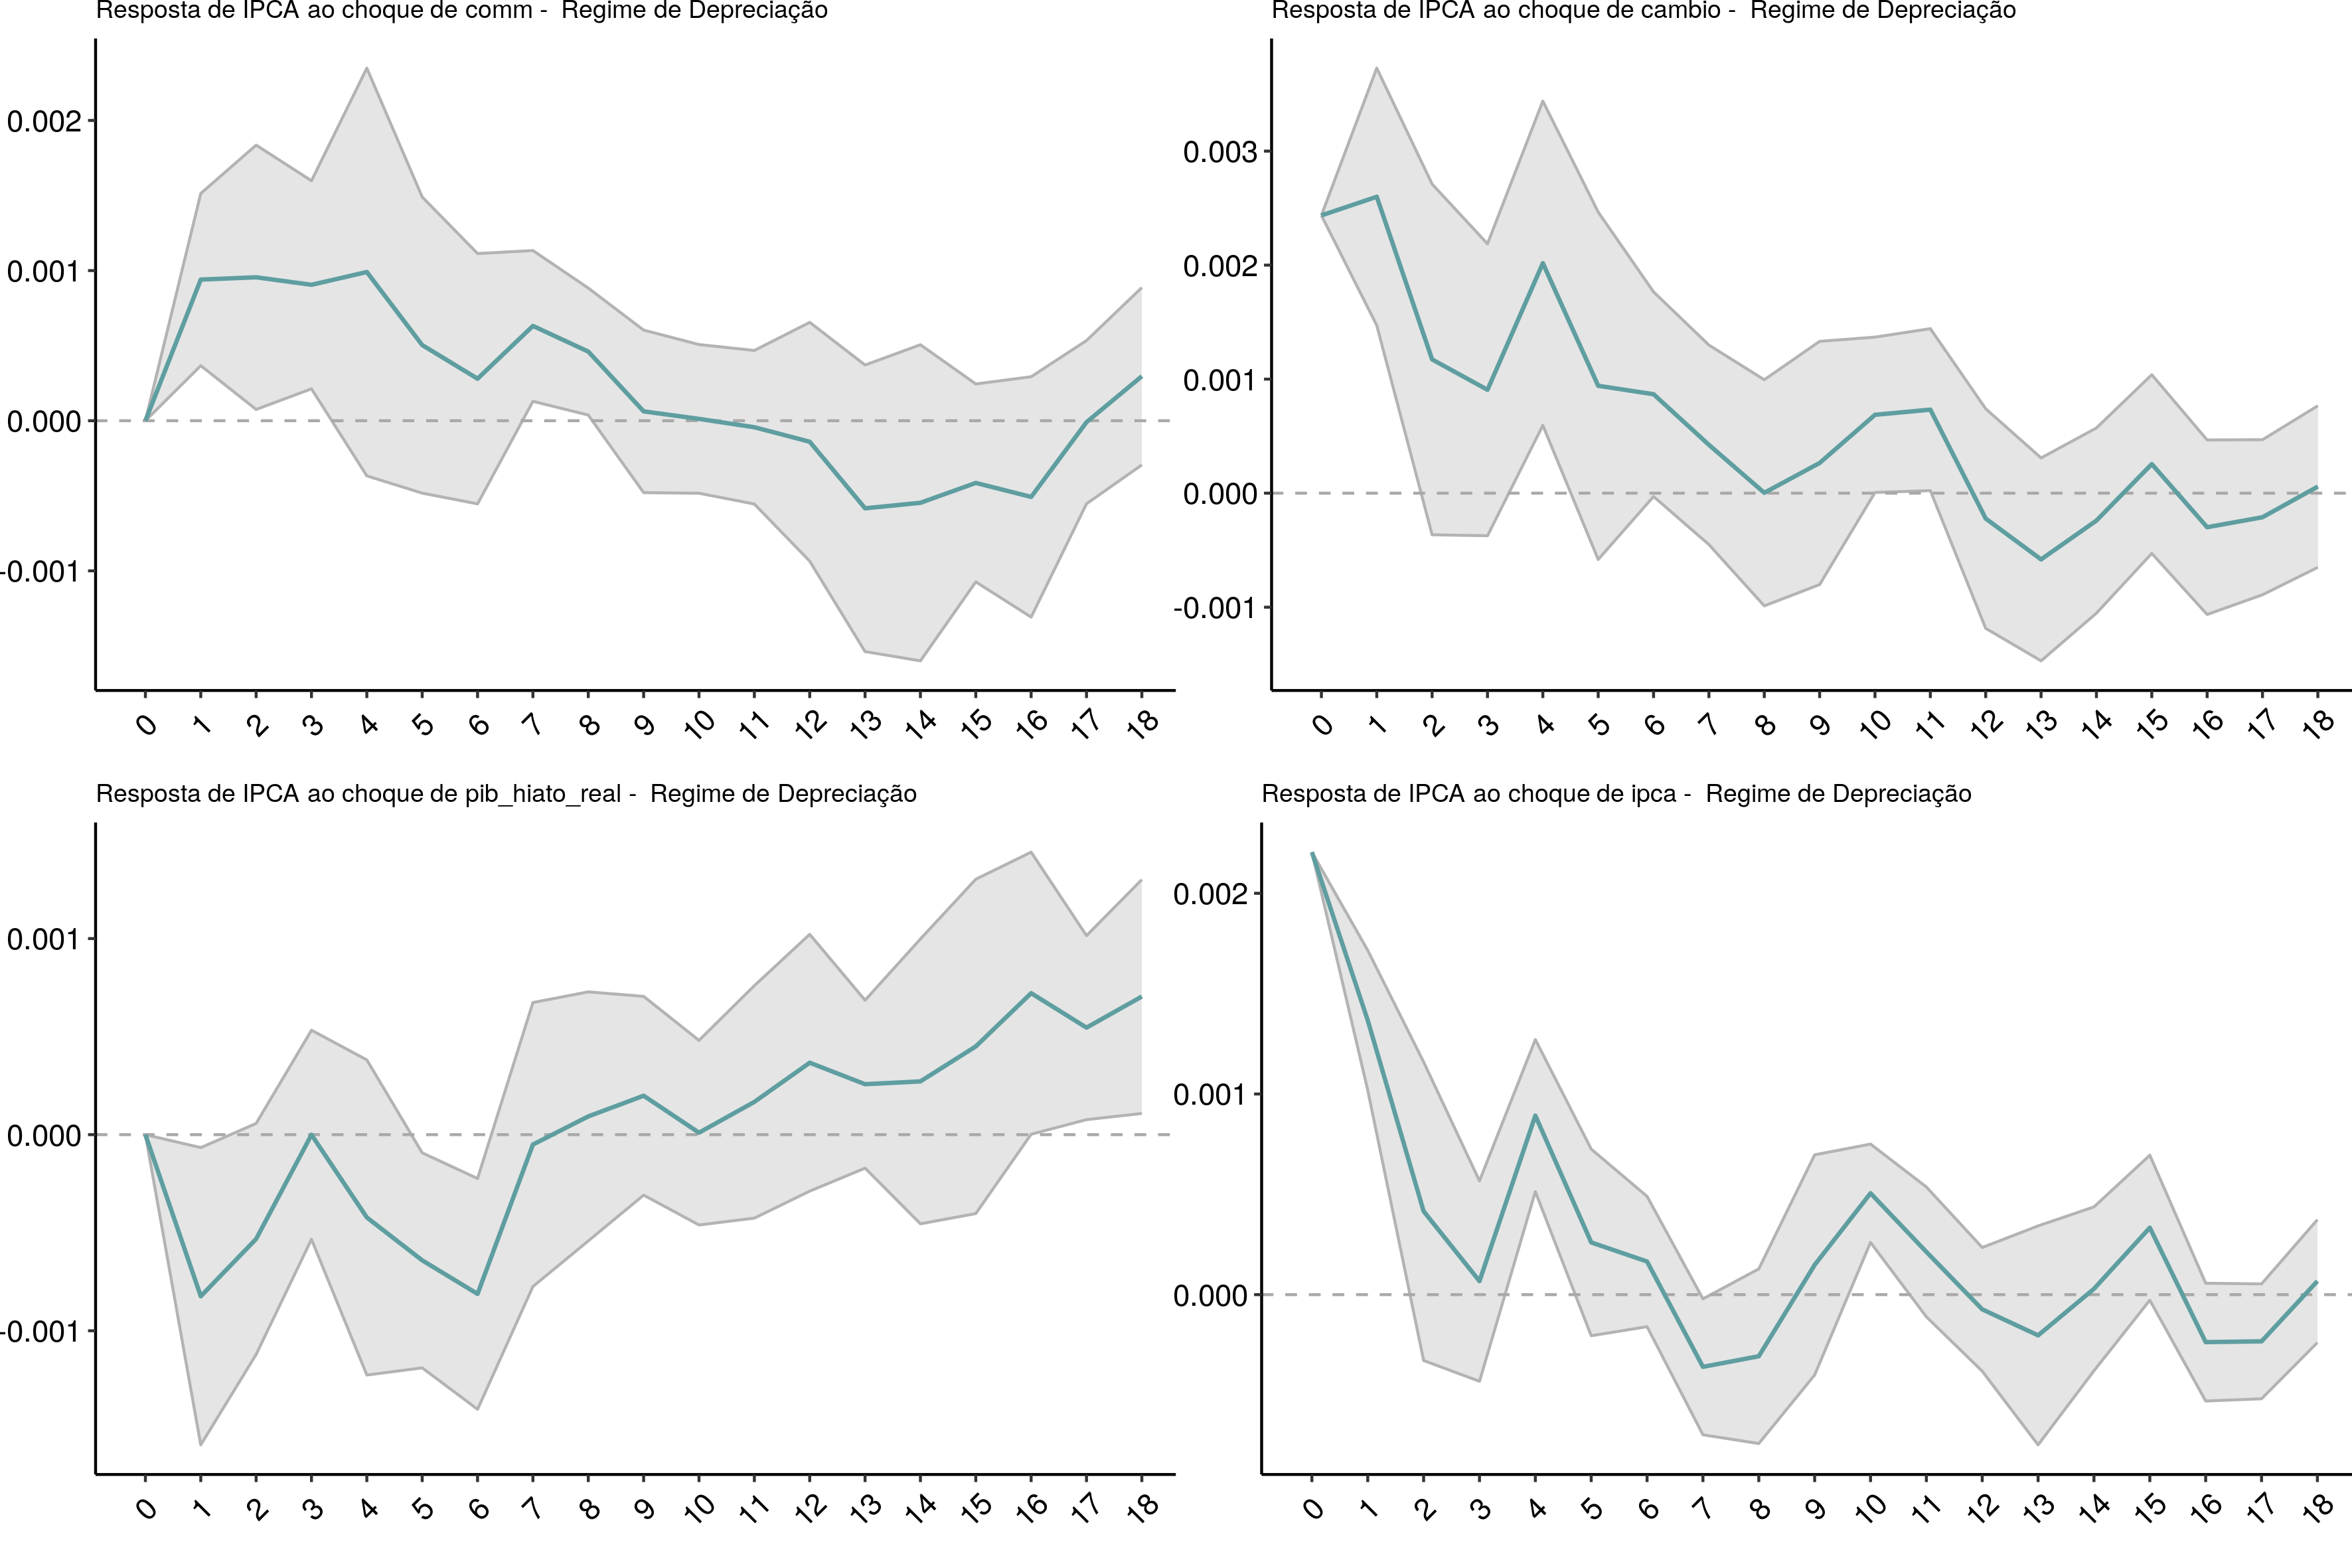 Resposta de IPCA ao choque de comm - Regime de Depreciação
0.002
0.001
0.000
-0.001
0 1 2 3 4 5 6 7 8 9 10 11 12 13 14 15 16 17 18
Resposta de IPCA ao choque de cambio - Regime de Depreciação
0.003
0.002
0.001
0.000
-0.001
0 1 2 3 4 5 6 7 8 9 10 11 12 13 14 15 16 17 18
Resposta de IPCA ao choque de pib_hiato_real - Regime de Depreciação
0.001
0.000
-0.001
0 1 2 3 4 5 6 7 8 9 10 11 12 13 14 15 16 17 18
Resposta de IPCA ao choque de ipca - Regime de Depreciação
0.002
0.001
0.000
0 1 2 3 4 5 6 7 8 9 10 11 12 13 14 15 16 17 18